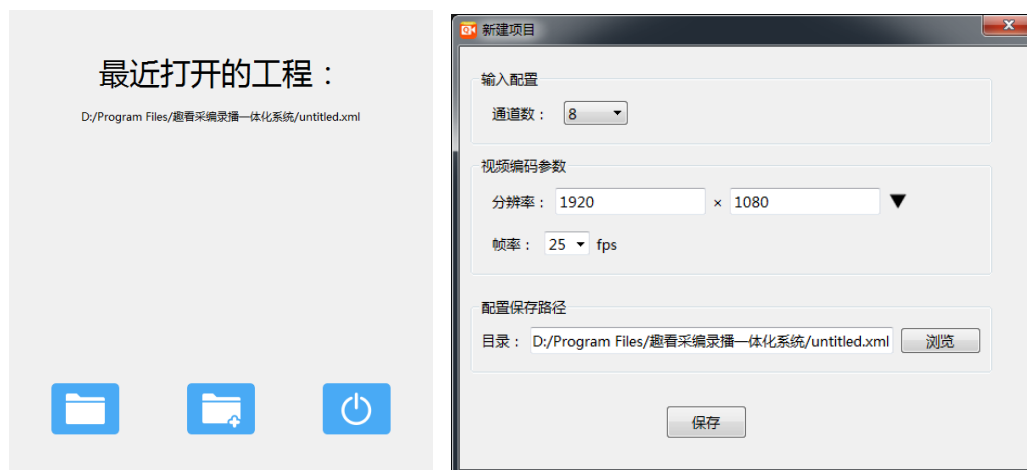 最近打开的工程：
D:/Program Files/趣看采编录播一体化系统/untitled.xml
新建项目
输入配置
通道数： 8
视频编码参数
分辨率： 1920 × 1080
帧率： 25 fps
配置保存路径
目录： D:/Program Files/趣看采编录播一体化系统/untitled.xml 浏览
保存